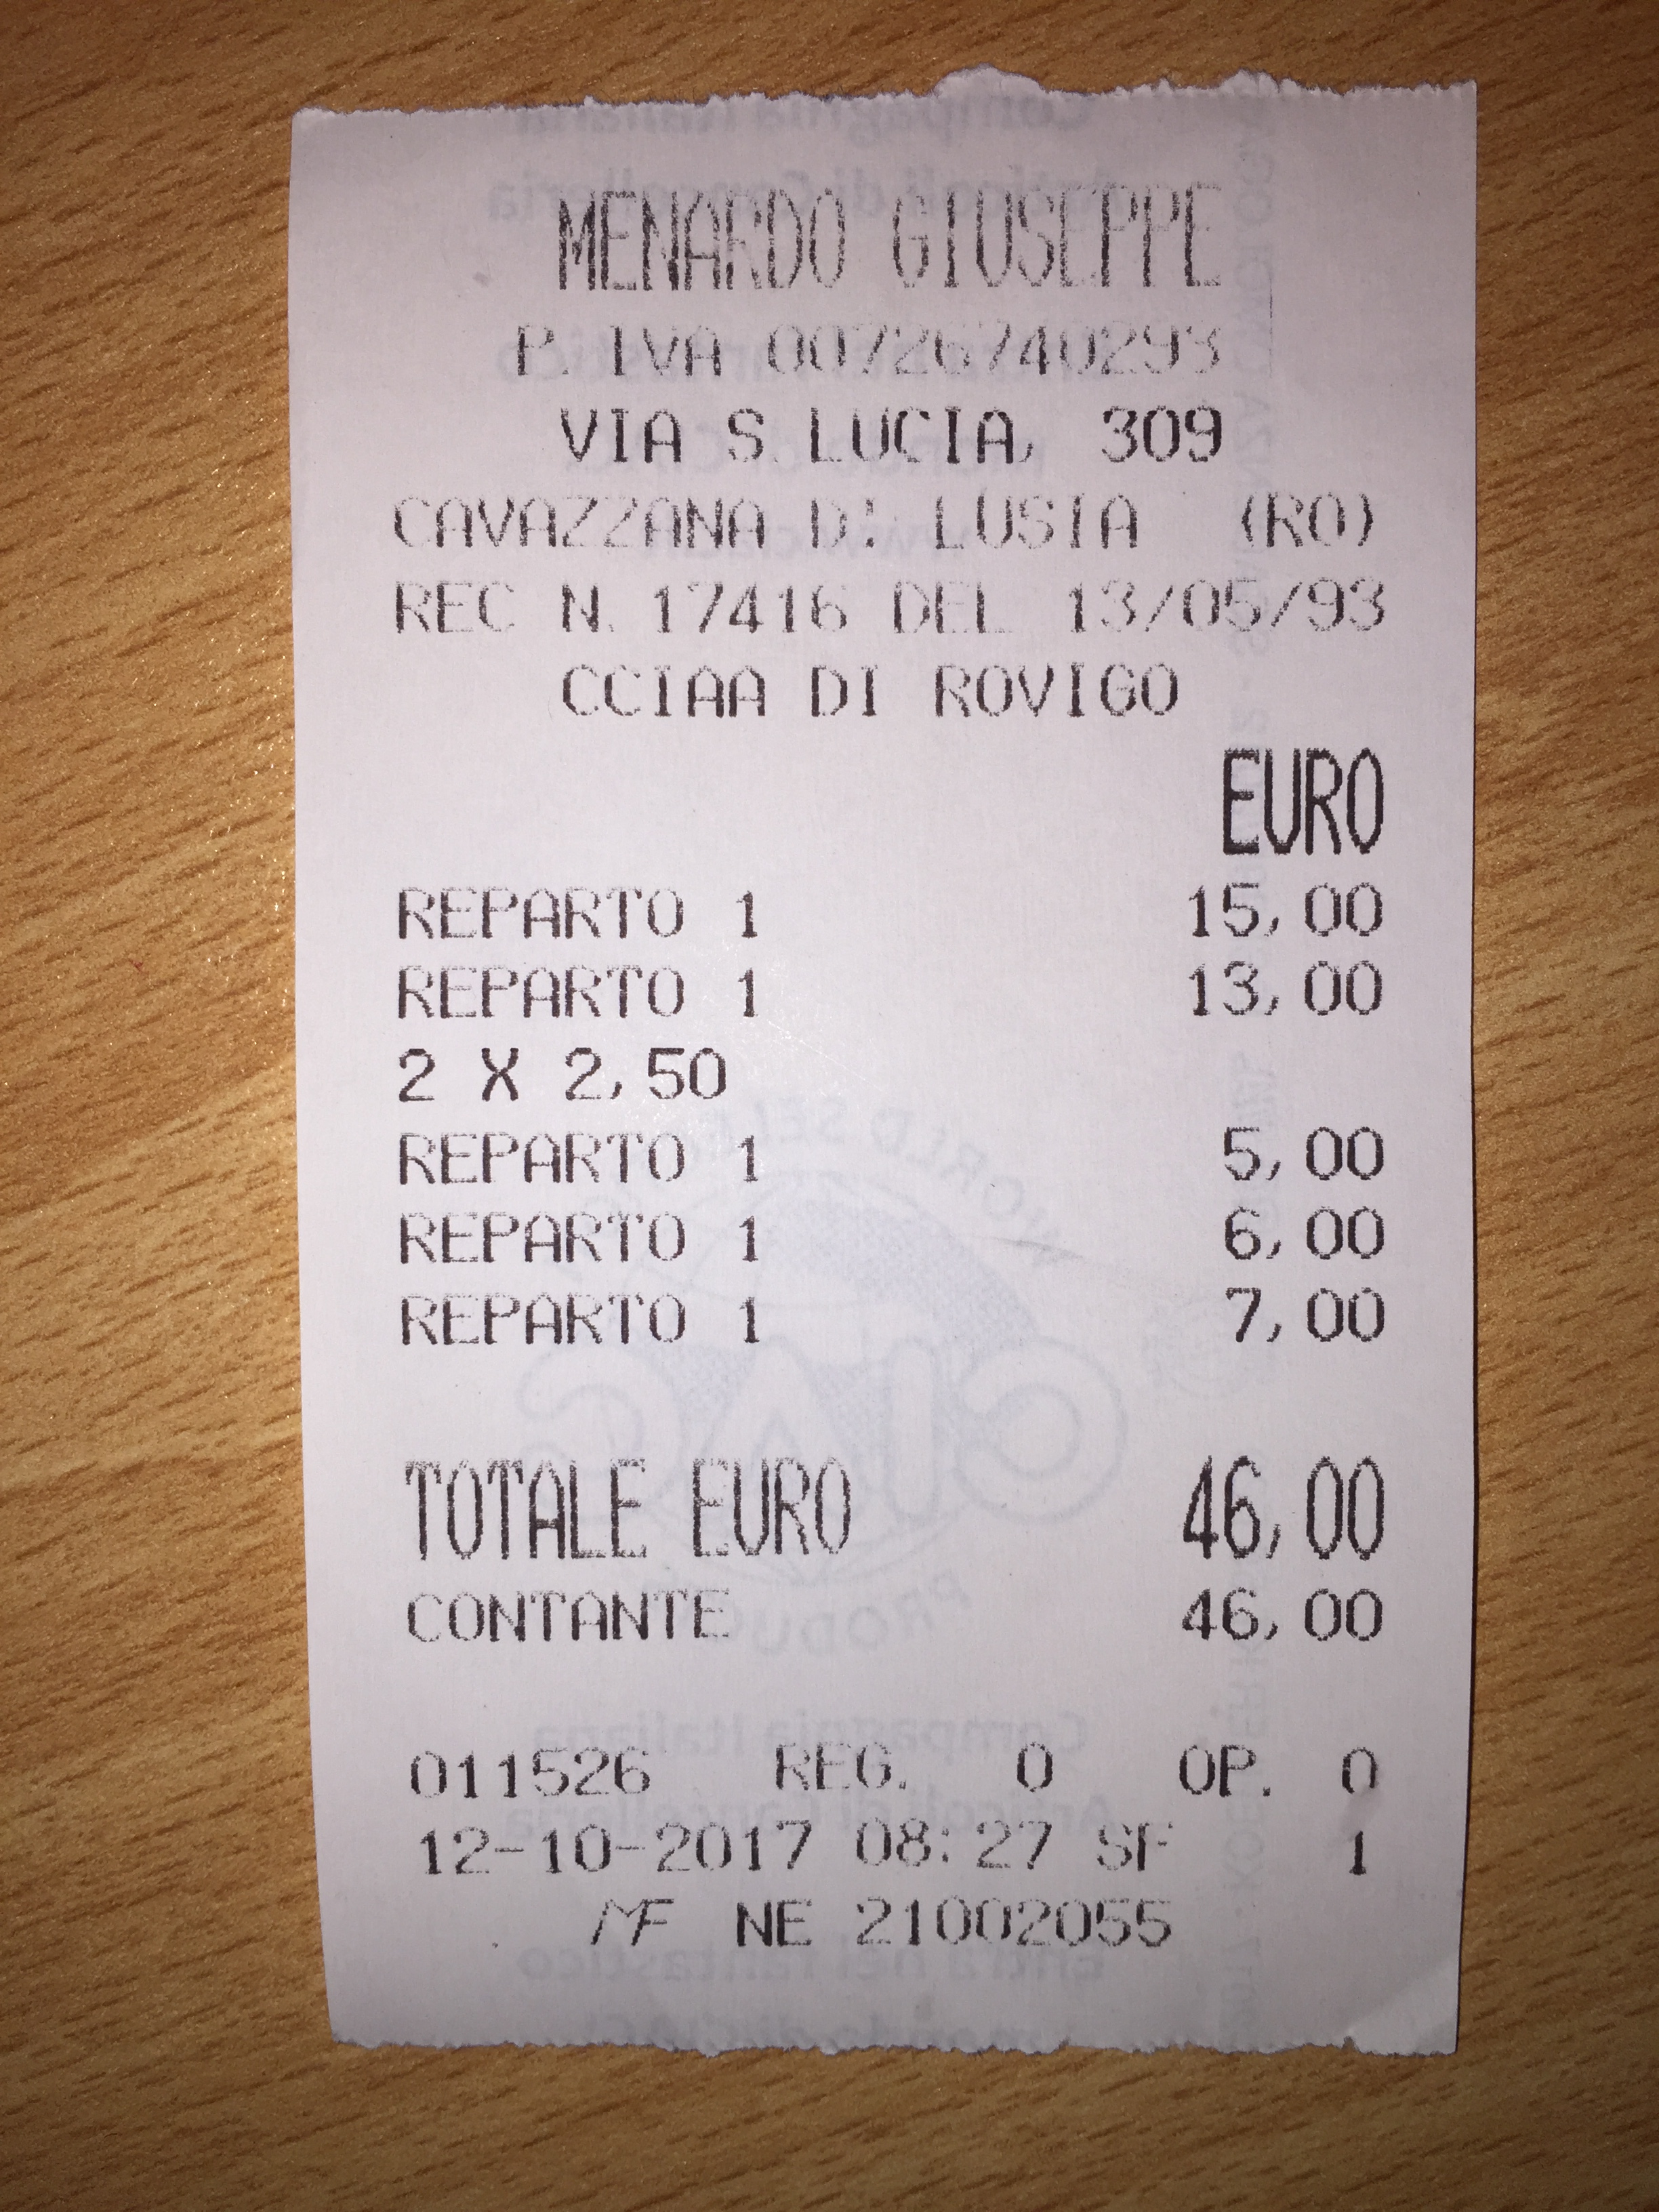 MENARDO GIUSEPPE
P. IVA 00726740293
VIA S.LUCIA, 309
CAVAZZANA DI LUSIA (RO)
REC N. 17416 DEL 13/05/93
CCIAA DI ROVIGO
EURO
REPARTO 1 15,00
REPARTO 1 13,00
2 X 2,50
REPARTO 1 5,00
REPARTO 1 6,00
REPARTO 1 7,00
TOTALE EURO 46,00
CONTANTE 46,00
011526 REG. 0 OP. 0
12-10-2017 08:27 SF 1
MF NE 21002055